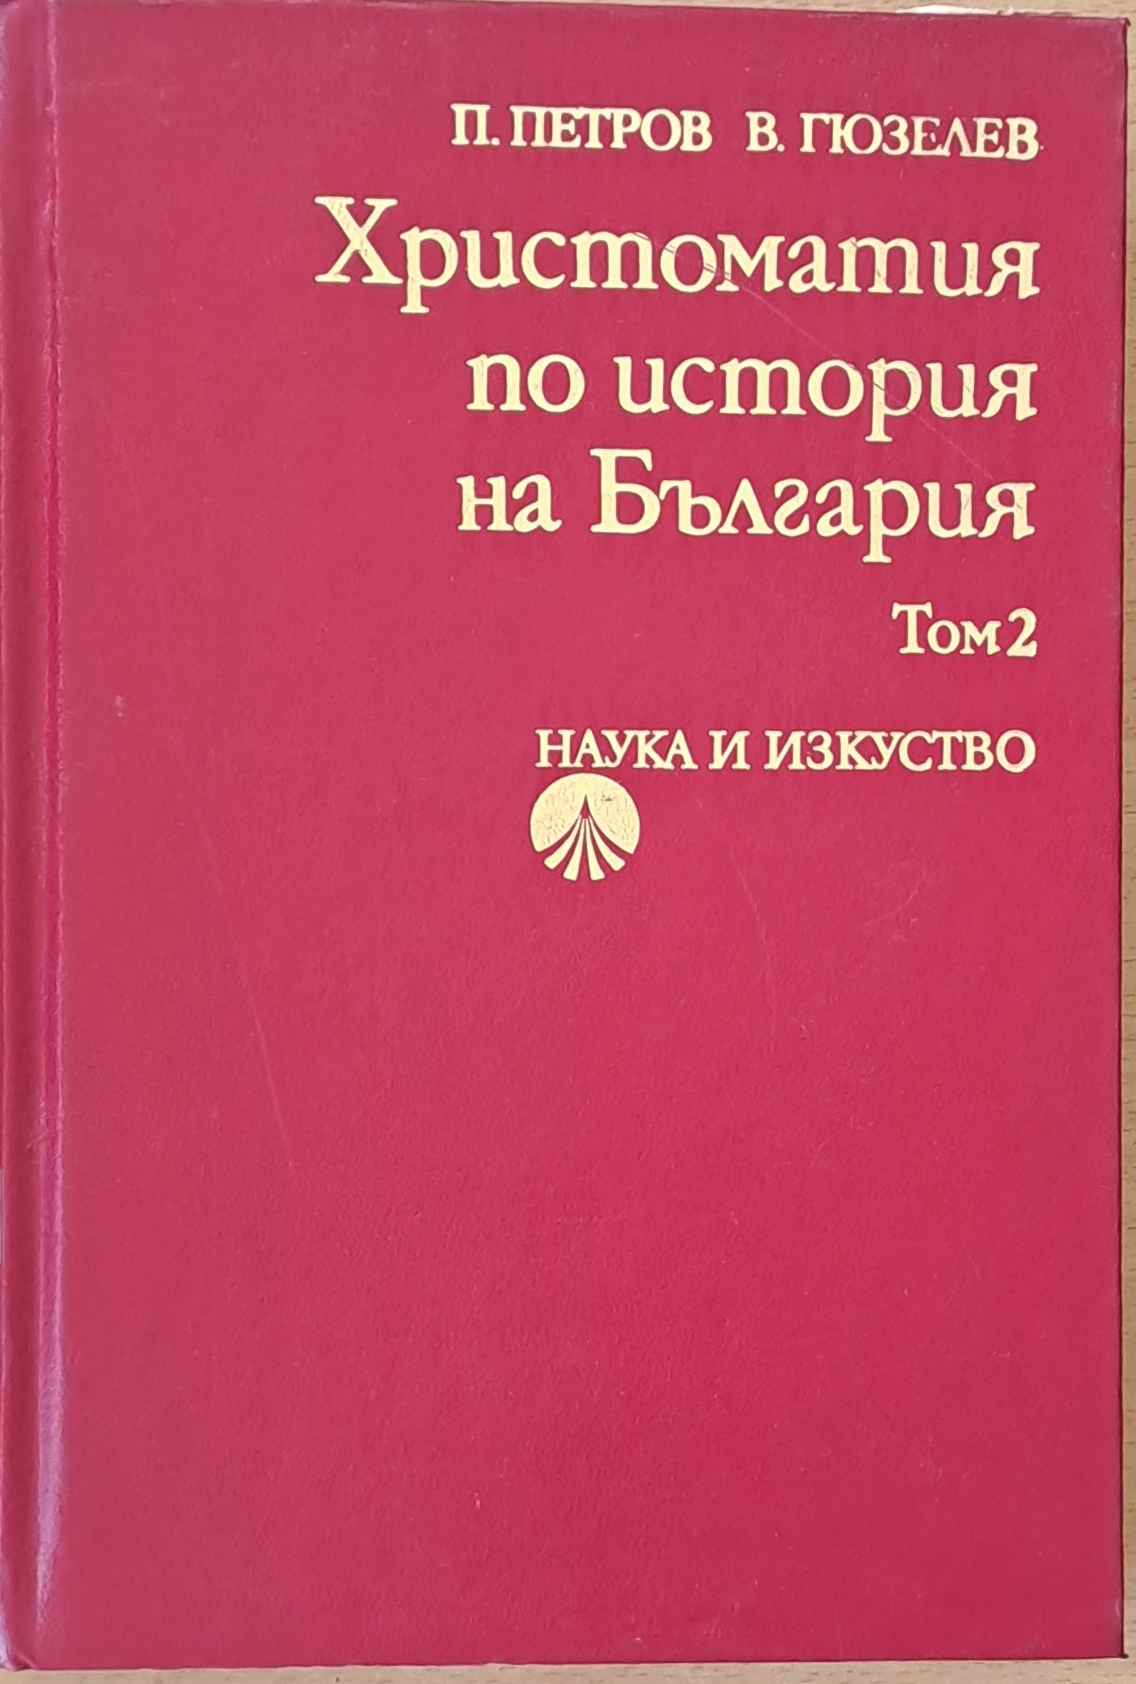 П. ПЕТРОВ В. ГЮЗЕЛЕВ
Христоматия
по история
на България
Том 2
НАУКА И ИЗКУСТВО